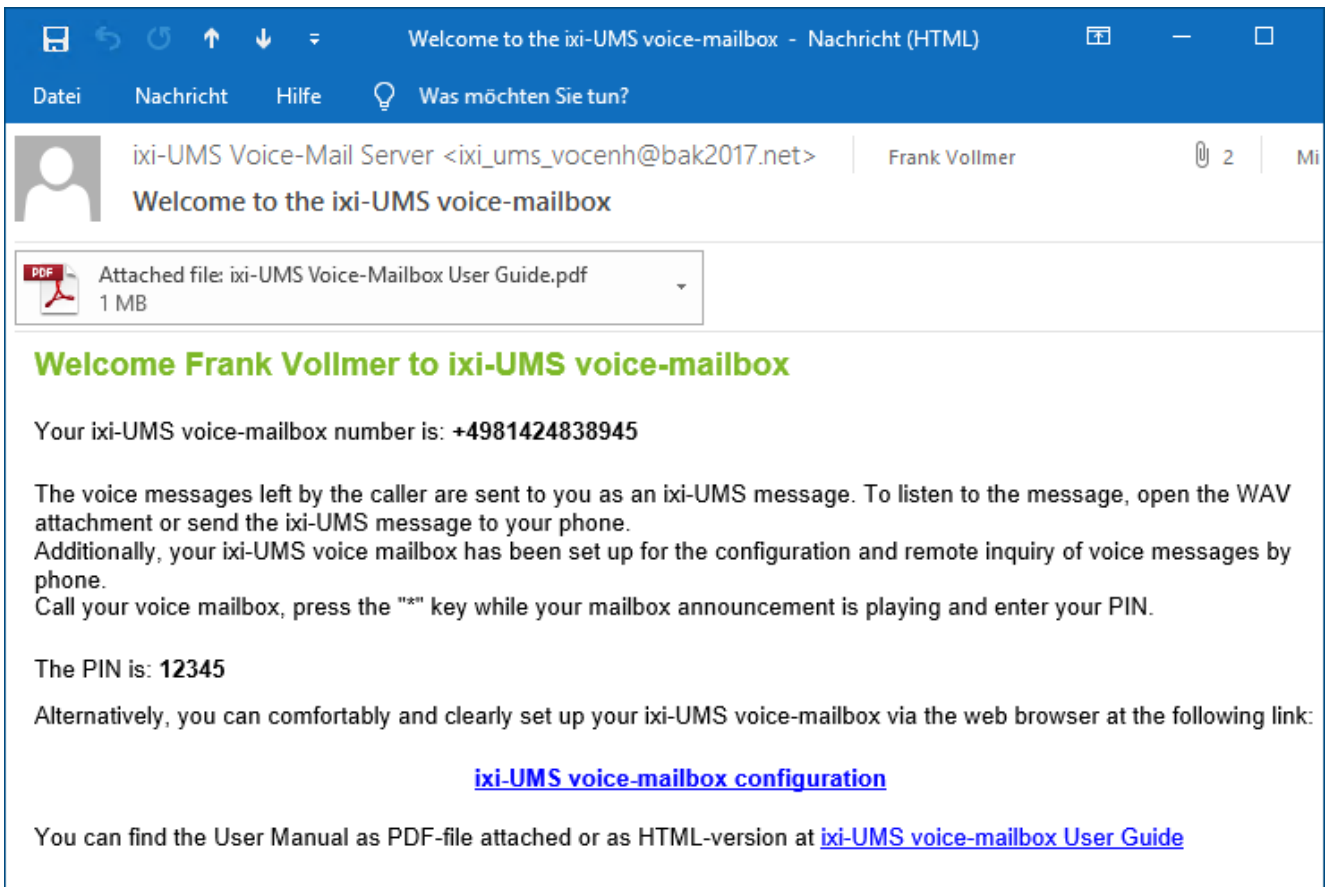 Welcome to the ixi-UMS voice-mailbox - Nachricht (HTML)
Datei Nachricht Hilfe Was möchten Sie tun?
ixi-UMS Voice-Mail Server <ixi_ums_vocenh@bak2017.net> Frank Vollmer 2 Mi
Welcome to the ixi-UMS voice-mailbox
PDF Attached file: ixi-UMS Voice-Mailbox User Guide.pdf
1 MB
Welcome Frank Vollmer to ixi-UMS voice-mailbox
Your ixi-UMS voice-mailbox number is: +4981424838945
The voice messages left by the caller are sent to you as an ixi-UMS message. To listen to the message, open the WAV
attachment or send the ixi-UMS message to your phone.
Additionally, your ixi-UMS voice mailbox has been set up for the configuration and remote inquiry of voice messages by
phone.
Call your voice mailbox, press the "*" key while your mailbox announcement is playing and enter your PIN.
The PIN is: 12345
Alternatively, you can comfortably and clearly set up your ixi-UMS voice-mailbox via the web browser at the following link:
ixi-UMS voice-mailbox configuration
You can find the User Manual as PDF-file attached or as HTML-version at ixi-UMS voice-mailbox User Guide